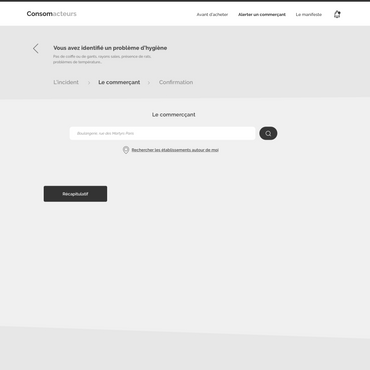 Consomacteurs
Avant d'acheter
Alerter un commerçant
Le manifeste
Vous avez identifié un problème d'hygiène
Pas de coiffe ou de gants, rayons sales, présence de rats,
problèmes de température...
L'incident
Le commerçant
Confirmation
Le commercçant
Boulangerie, rue des Martyrs Paris
Rechercher les établissements autour de moi
Récapitulatif